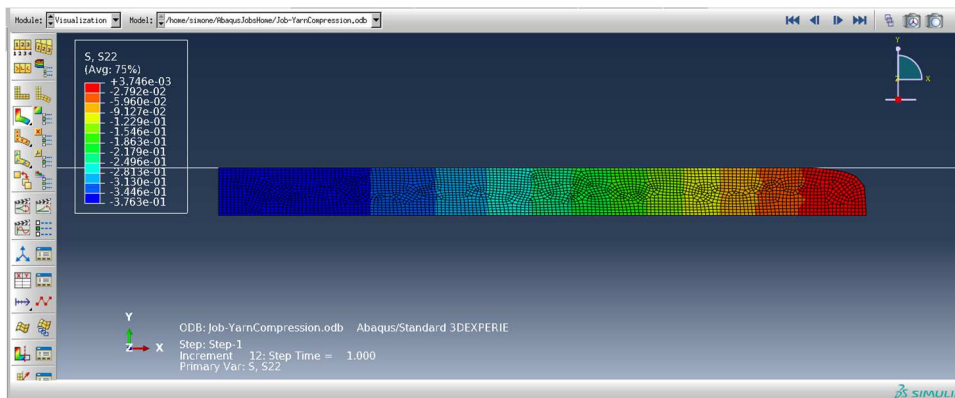 Module: Visualization Model: /home/simone/AbaqusJobsHome/Job-YarnCompression.odb
S, S22
(Avg: 75%)
+3.746e-03
-2.792e-02
-5.960e-02
-9.127e-02
-1.229e-01
-1.546e-01
-1.863e-01
-2.179e-01
-2.496e-01
-2.813e-01
-3.130e-01
-3.446e-01
-3.763e-01
Y
X
Z
Y
Z X
ODB: Job-YarnCompression.odb Abaqus/Standard 3DEXPERIE
Step: Step-1
Increment 12: Step Time = 1.000
Primary Var: S, S22
SIMULI